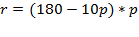 r = (180 − 10p) * p